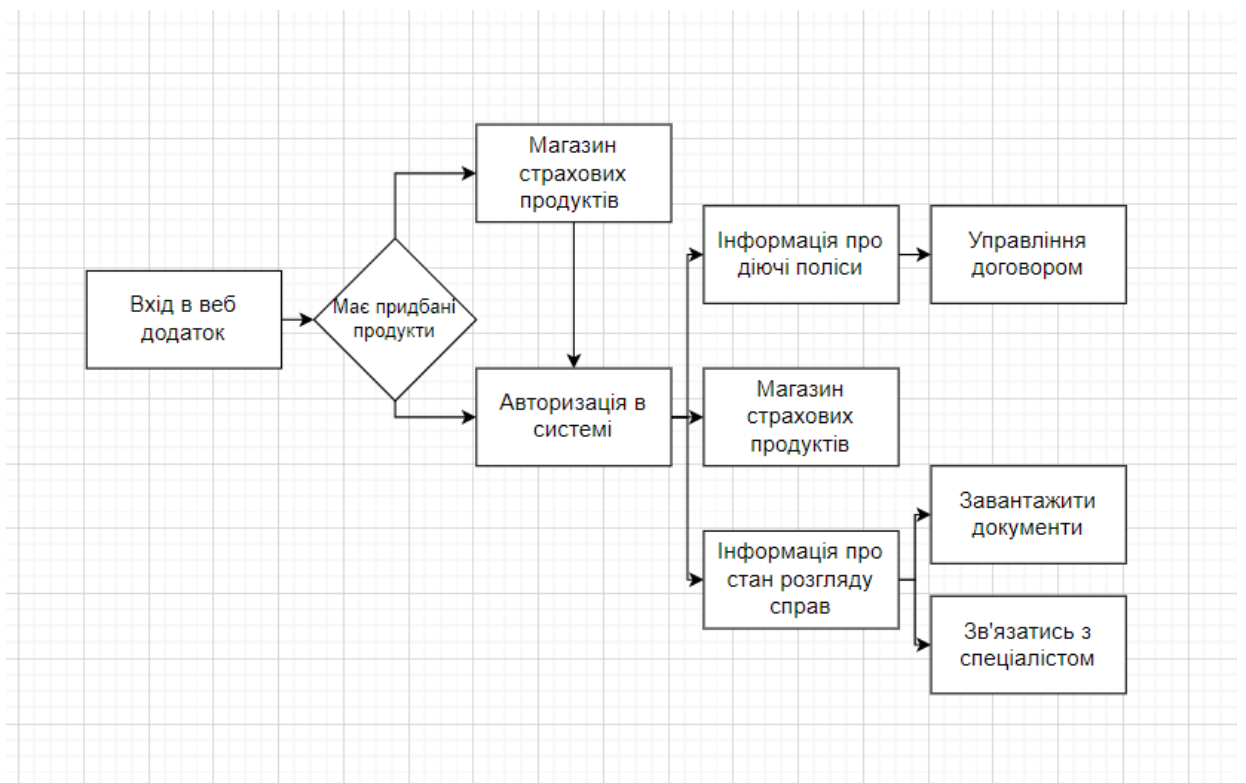 Магазин
страхових
продуктів
Вхід в веб
додаток
Має придбані
продукти
Авторизація в
системі
Інформація про
діючі поліси
Управління
договором
Магазин
страхових
продуктів
Інформація про
стан розгляду
справ
Завантажити
документи
Зв'язатись з
спеціалістом